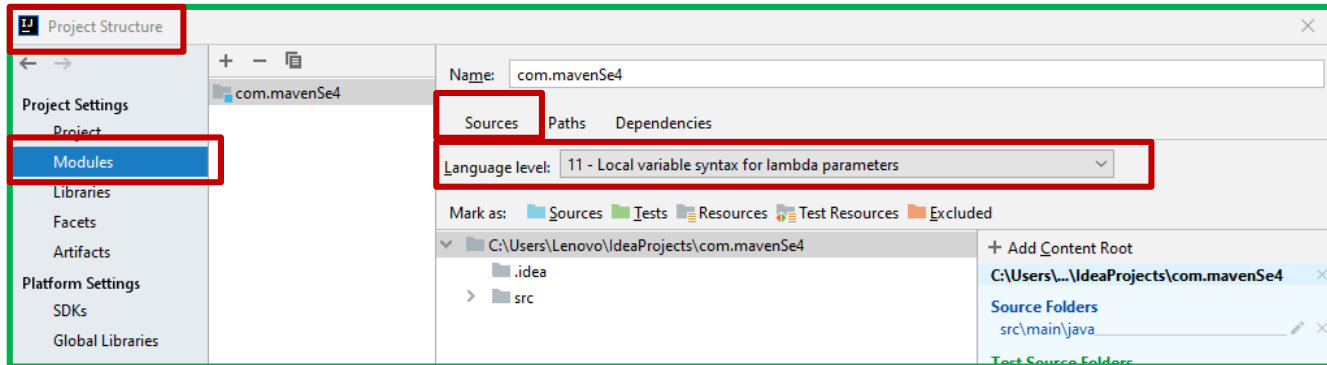 Project Structure
Project Settings
Project
Modules
Libraries
Facets
Artifacts
Platform Settings
SDKs
Global Libraries
com.mavenSe4
Name: com.mavenSe4
Sources Paths Dependencies
Language level: 11 - Local variable syntax for lambda parameters
Mark as: Sources Tests Resources Test Resources Excluded
C:\Users\Lenovo\IdeaProjects\com.mavenSe4
.idea
src
+ Add Content Root
C:\Users\...\IdeaProjects\com.mavenSe4
Source Folders
src\main\java
Test Source Folders